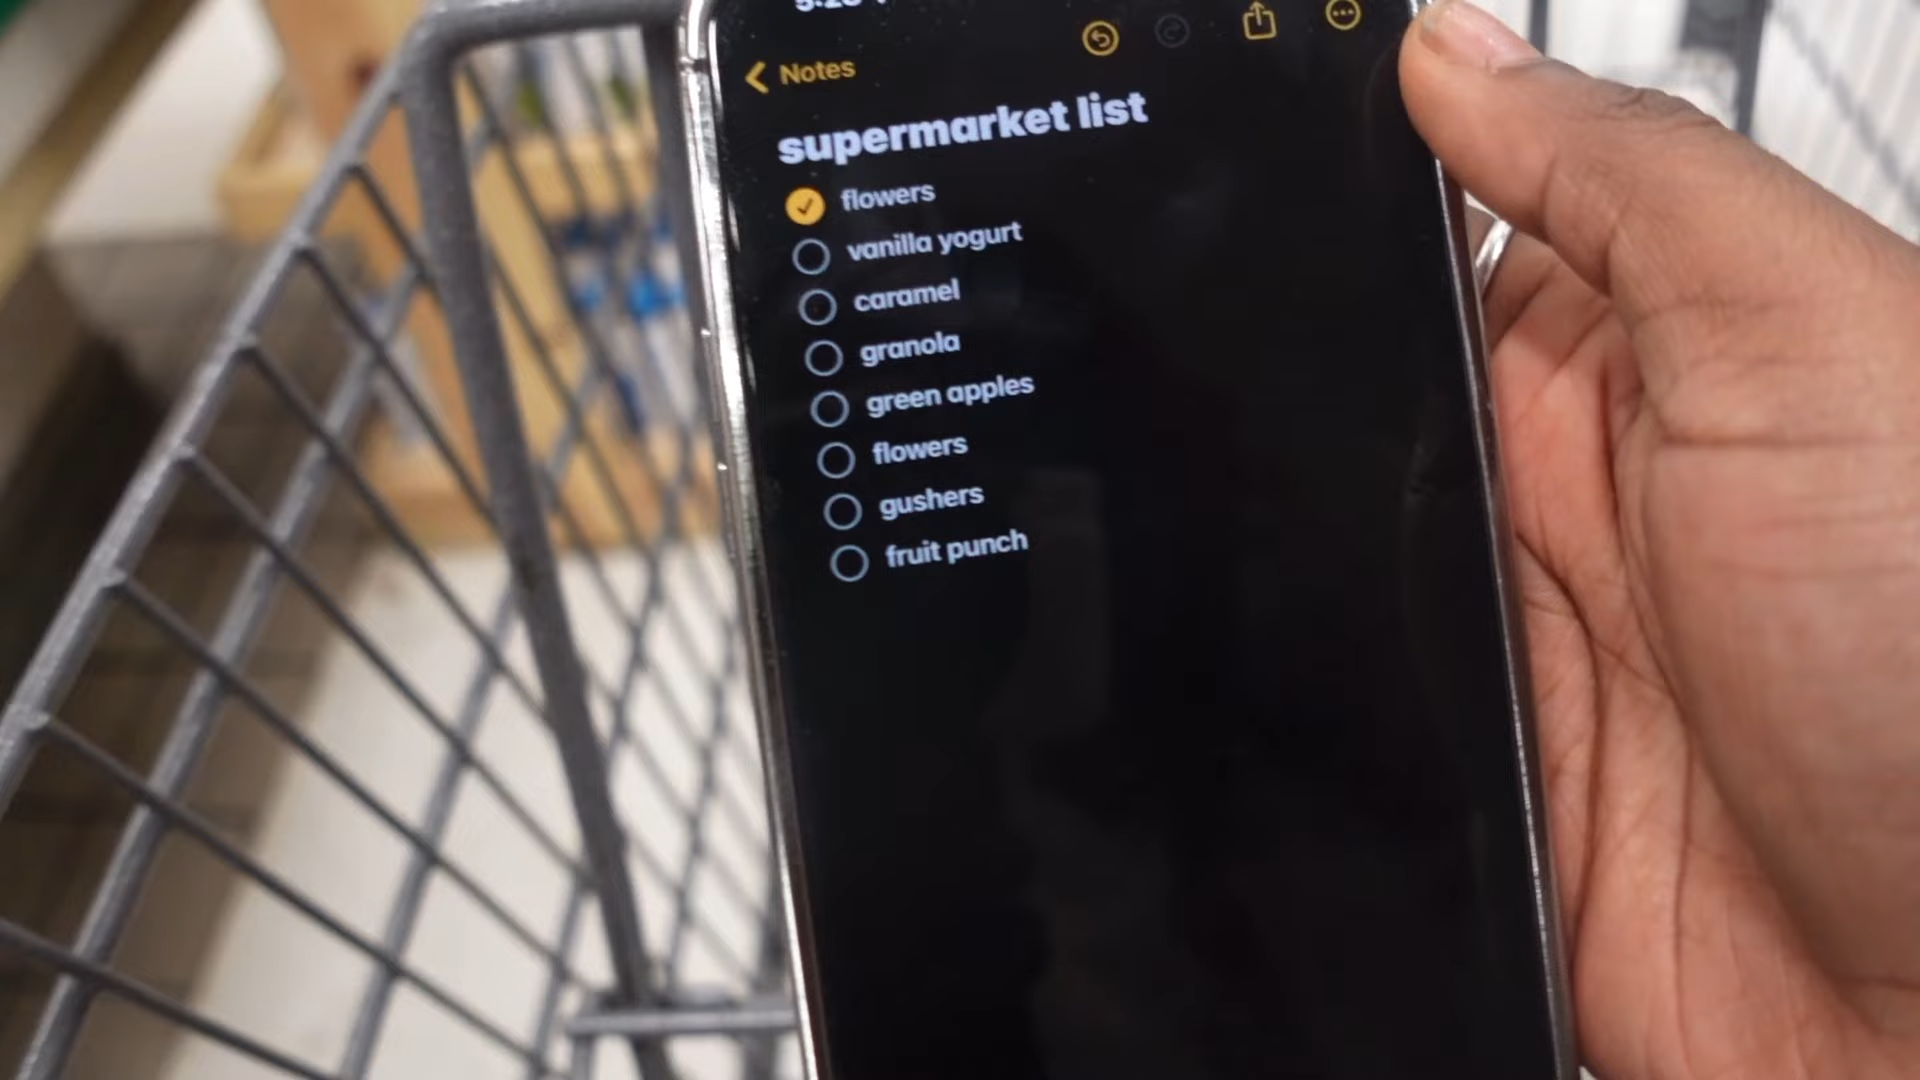 Notes
supermarket list
flowers
vanilla yogurt
caramel
granola
green apples
flowers
gushers
fruit punch